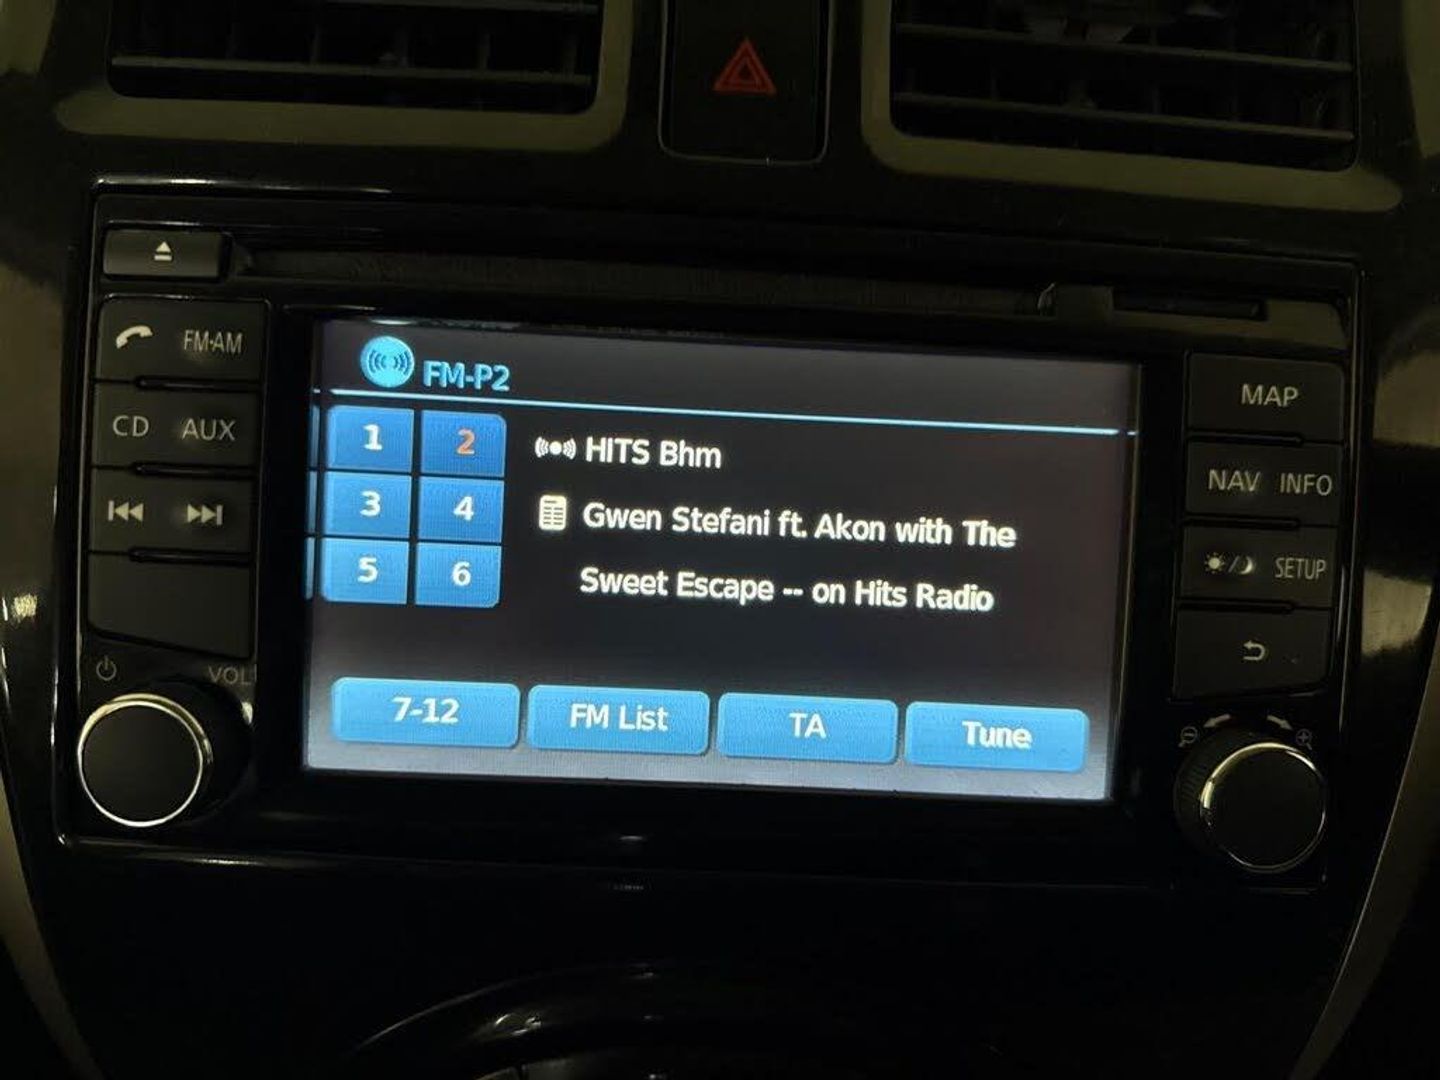 FM·AM
CD AUX
VOL
FM-P2
1 2
3 4
5 6
HITS Bhm
Gwen Stefani ft. Akon with The
Sweet Escape -- on Hits Radio
7-12 FM List TA Tune
MAP
NAV INFO
SETUP